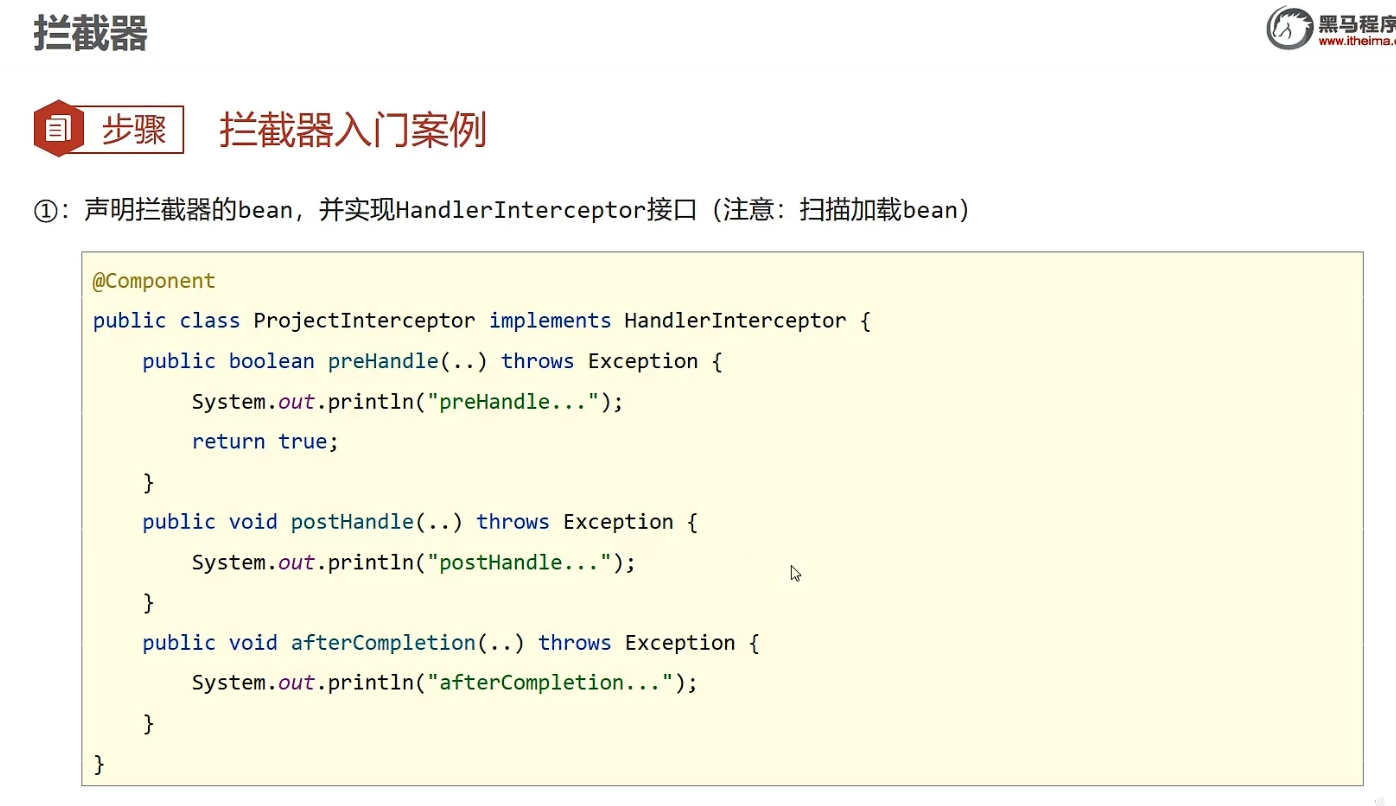 拦截器
黑马程序
www.itheima.
步骤
拦截器入门案例
①：声明拦截器的bean，并实现HandlerInterceptor接口（注意：扫描加载bean）
@Component
public class ProjectInterceptor implements HandlerInterceptor {
    public boolean preHandle(..) throws Exception {
        System.out.println("preHandle...");
        return true;
    }
    public void postHandle(..) throws Exception {
        System.out.println("postHandle...");
    }
    public void afterCompletion(..) throws Exception {
        System.out.println("afterCompletion...");
    }
}